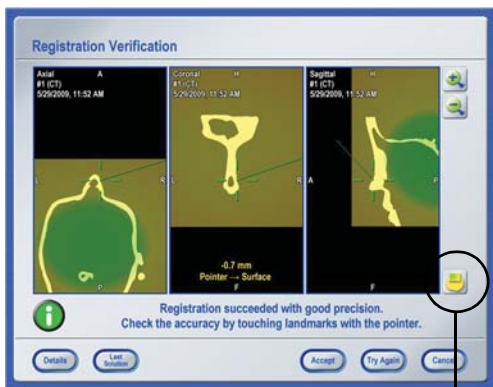 Registration Verification
Axial
#1 (CT)
5/29/2009, 11:52 AM
A
L
R
P
Coronal
#1 (CT)
5/29/2009, 11:52 AM
H
L
R
-0.7 mm
Pointer → Surface
F
Sagittal
#1 (CT)
5/29/2009, 11:52 AM
H
A
P
F
Registration succeeded with good precision.
Check the accuracy by touching landmarks with the pointer.
Details
Last
Solution
Accept
Try Again
Cancel